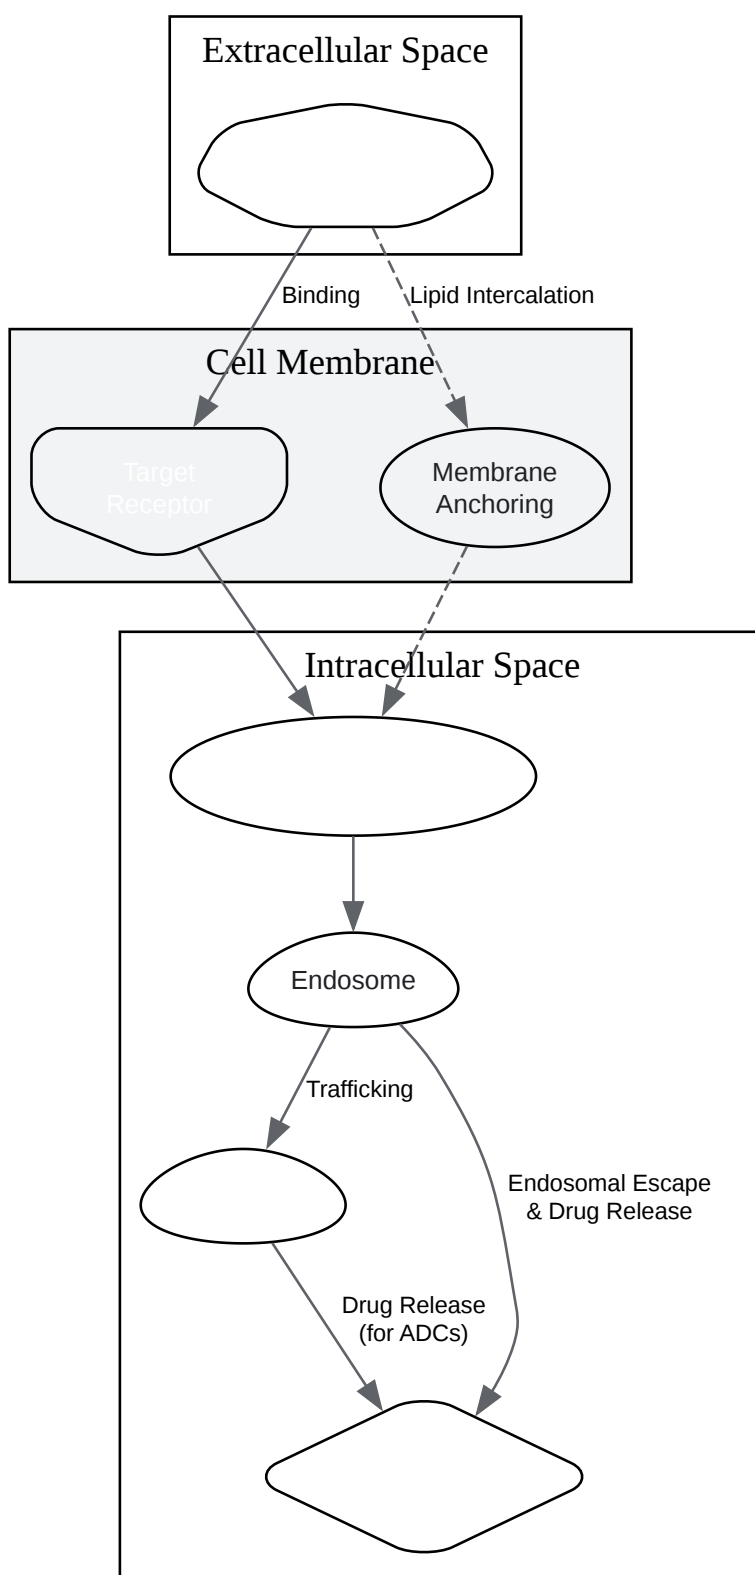 Extracellular Space
Binding
Lipid Intercalation
Cell Membrane
Target
Receptor
Membrane
Anchoring
Intracellular Space
Endosome
Trafficking
Endosomal Escape
& Drug Release
Drug Release
(for ADCs)